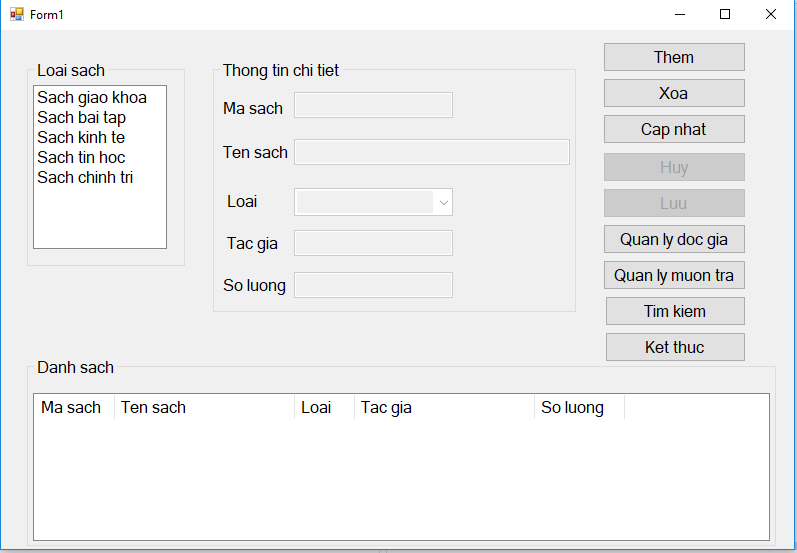 Form1
Loai sach
Sach giao khoa
Sach bai tap
Sach kinh te
Sach tin hoc
Sach chinh tri
Thong tin chi tiet
Ma sach
Ten sach
Loai
Tac gia
So luong
Them
Xoa
Cap nhat
Huy
Luu
Quan ly doc gia
Quan ly muon tra
Tim kiem
Ket thuc
Danh sach
Ma sach Ten sach Loai Tac gia So luong